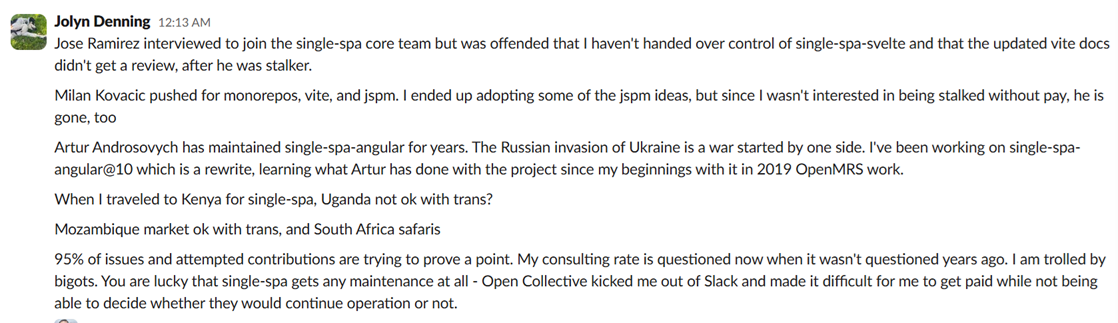 Jolyn Denning 12:13 AM
Jose Ramirez interviewed to join the single-spa core team but was offended that I haven't handed over control of single-spa-svelte and that the updated vite docs
didn't get a review, after he was stalker.
Milan Kovacic pushed for monorepos, vite, and jspm. I ended up adopting some of the jspm ideas, but since I wasn't interested in being stalked without pay, he is
gone, too
Artur Androsovych has maintained single-spa-angular for years. The Russian invasion of Ukraine is a war started by one side. I've been working on single-spa-
angular@10 which is a rewrite, learning what Artur has done with the project since my beginnings with it in 2019 OpenMRS work.
When I traveled to Kenya for single-spa, Uganda not ok with trans?
Mozambique market ok with trans, and South Africa safaris
95% of issues and attempted contributions are trying to prove a point. My consulting rate is questioned now when it wasn't questioned years ago. I am trolled by
bigots. You are lucky that single-spa gets any maintenance at all - Open Collective kicked me out of Slack and made it difficult for me to get paid while not being
able to decide whether they would continue operation or not.